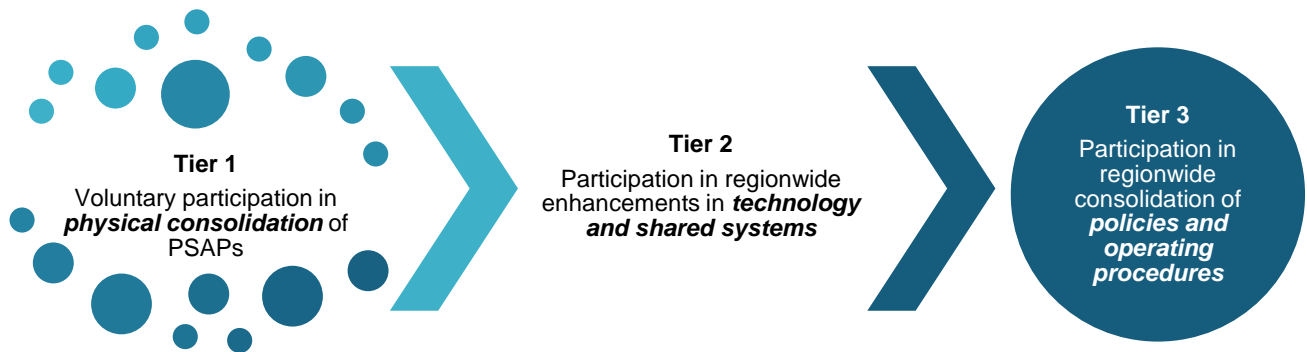 Tier 1
Voluntary participation in
physical consolidation of
PSAPs
Tier 2
Participation in regionwide
enhancements in technology
and shared systems
Tier 3
Participation in
regionwide
consolidation of
policies and
operating
procedures